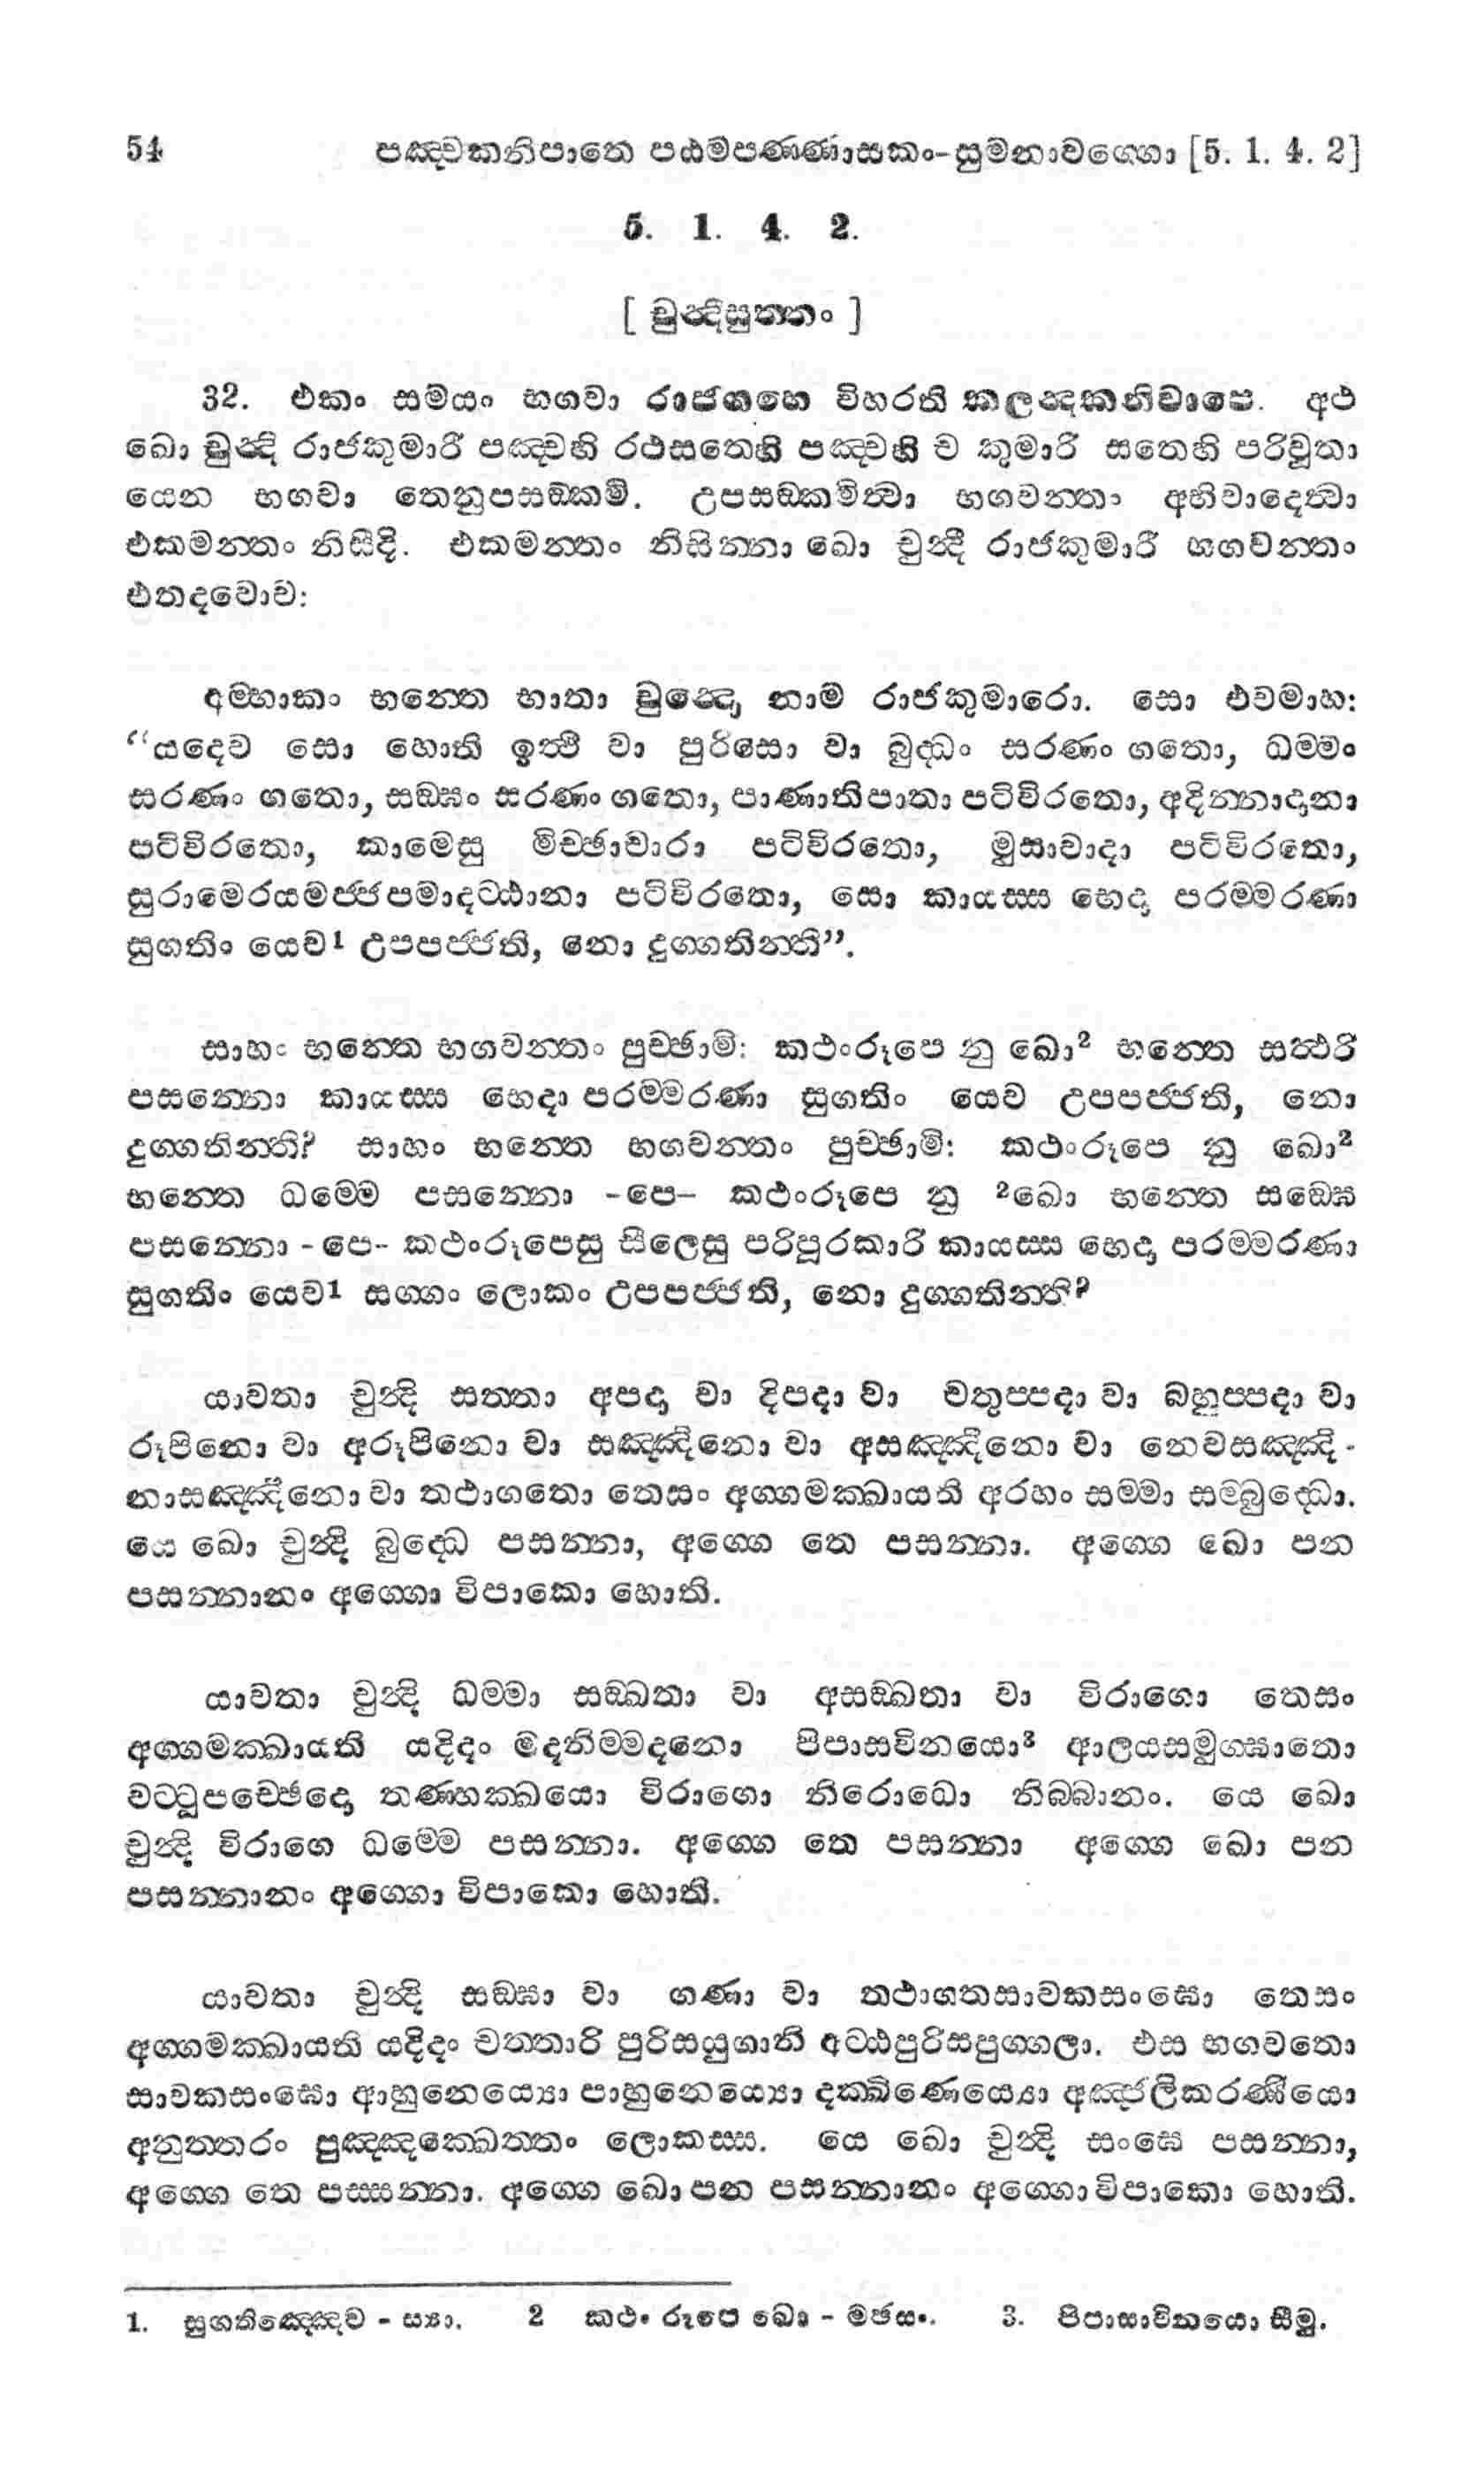 54 පඤ්චකනිපාතෙ පඨමපණ්ණාසකං-සුමනාවග්ගො [5. 1. 4. 2]
5. 1. 4. 2.
[ චුන්දිසුත්තං ]
32. එකං සමයං භගවා රාජගහෙ විහරති කලන්දකනිවාපෙ. අථ
ඛො චුන්දි රාජකුමාරී පඤ්චහි රථසතෙහි පඤ්චහි ච කුමාරී සතෙහි පරිවුතා
යෙන භගවා තෙනුපසඞ්කමි. උපසඞ්කමිත්වා භගවන්තං අභිවාදෙත්වා
එකමන්තං නිසීදි. එකමන්තං නිසින්නා ඛො චුන්දී රාජකුමාරී භගවන්තං
එතදවොච:
අම්හාකං භන්තෙ භාතා චුන්දො නාම රාජකුමාරො. සො එවමාහ:
“යදෙව සො හොති ඉත්ථි වා පුරිසො වා බුද්ධං සරණං ගතො, ධම්මං
සරණං ගතො, සඞ්ඝං සරණං ගතො, පාණාතිපාතා පටිවිරතො, අදින්නාදානා
පටිවිරතො, කාමෙසු මිච්ඡාචාරා පටිවිරතො, මුසාවාදා පටිවිරතො,
සුරාමෙරයමජ්ජපමාදට්ඨානා පටිවිරතො, සො කායස්ස භෙදා පරම්මරණා
සුගතිං යෙව1 උපපජ්ජති, නො දුග්ගතින්ති”.
සාහං භන්තෙ භගවන්තං පුච්ඡාමි: කථංරූපෙ නු ඛො2 භන්තෙ සත්ථරි
පසන්නො කායස්ස භෙදා පරම්මරණා සුගතිං යෙව උපපජ්ජති, නො
දුග්ගතින්ති? සාහං භන්තෙ භගවන්තං පුච්ඡාමි: කථංරූපෙ නු ඛො2
භන්තෙ ධම්මෙ පසන්නො -පෙ- කථංරූපෙ නු 2ඛො භන්තෙ සඞ්ඝෙ
පසන්නො -පෙ- කථංරූපෙසු සීලෙසු පරිපූරකාරී කායස්ස භෙදා පරම්මරණා
සුගතිං යෙව1 සග්ගං ලොකං උපපජ්ජති, නො දුග්ගතින්ති?
යාවතා චුන්දි සත්තා අපදා වා දිපදා වා චතුප්පදා වා බහුප්පදා වා
රූපිනො වා අරූපිනො වා සඤ්ඤිනො වා අසඤ්ඤිනො වා නෙවසඤ්ඤි-
නාසඤ්ඤිනො වා තථාගතො තෙසං අග්ගමක්ඛායති අරහං සම්මා සම්බුද්ධො.
යෙ ඛො චුන්දී බුද්ධෙ පසන්නා, අග්ගෙ තෙ පසන්නා. අග්ගෙ ඛො පන
පසන්නානං අග්ගො විපාකො හොති.
යාවතා චුන්දි ධම්මා සඞ්ඛතා වා අසඞ්ඛතා වා විරාගො තෙසං
අග්ගමක්ඛායති යදිදං මදනිම්මදනො පිපාසවිනයො3 ආලයසමුග්ඝාතො
වට්ටූපච්ඡෙදො තණ්හක්ඛයො විරාගො නිරොධො නිබ්බානං. යෙ ඛො
චුන්දි විරාගෙ ධම්මෙ පසන්නා. අග්ගෙ තෙ පසන්නා අග්ගෙ ඛො පන
පසන්නානං අග්ගො විපාකො හොති.
යාවතා චුන්දි සඞ්ඝා වා ගණා වා තථාගතසාවකසංඝො තෙසං
අග්ගමක්ඛායති යදිදං චත්තාරි පුරිසයුගානි අට්ඨපුරිසපුග්ගලා. එස භගවතො
සාවකසංඝො ආහුනෙය්‍යො පාහුනෙය්‍යො දක්ඛිණෙය්‍යො අඤ්ජලිකරණීයො
අනුත්තරං පුඤ්ඤක්ඛෙත්තං ලොකස්ස. යෙ ඛො චුන්දි සංඝෙ පසන්නා,
අග්ගෙ තෙ පස්සන්නා. අග්ගෙ ඛො පන පසන්නානං අග්ගො විපාකො හොති.
1. සුගතිඤ්ඤෙව - ස්‍යා. 2 කථං රූපෙ ඛො - මඡසං. 3. පිපාසාවිනයො සීමු.